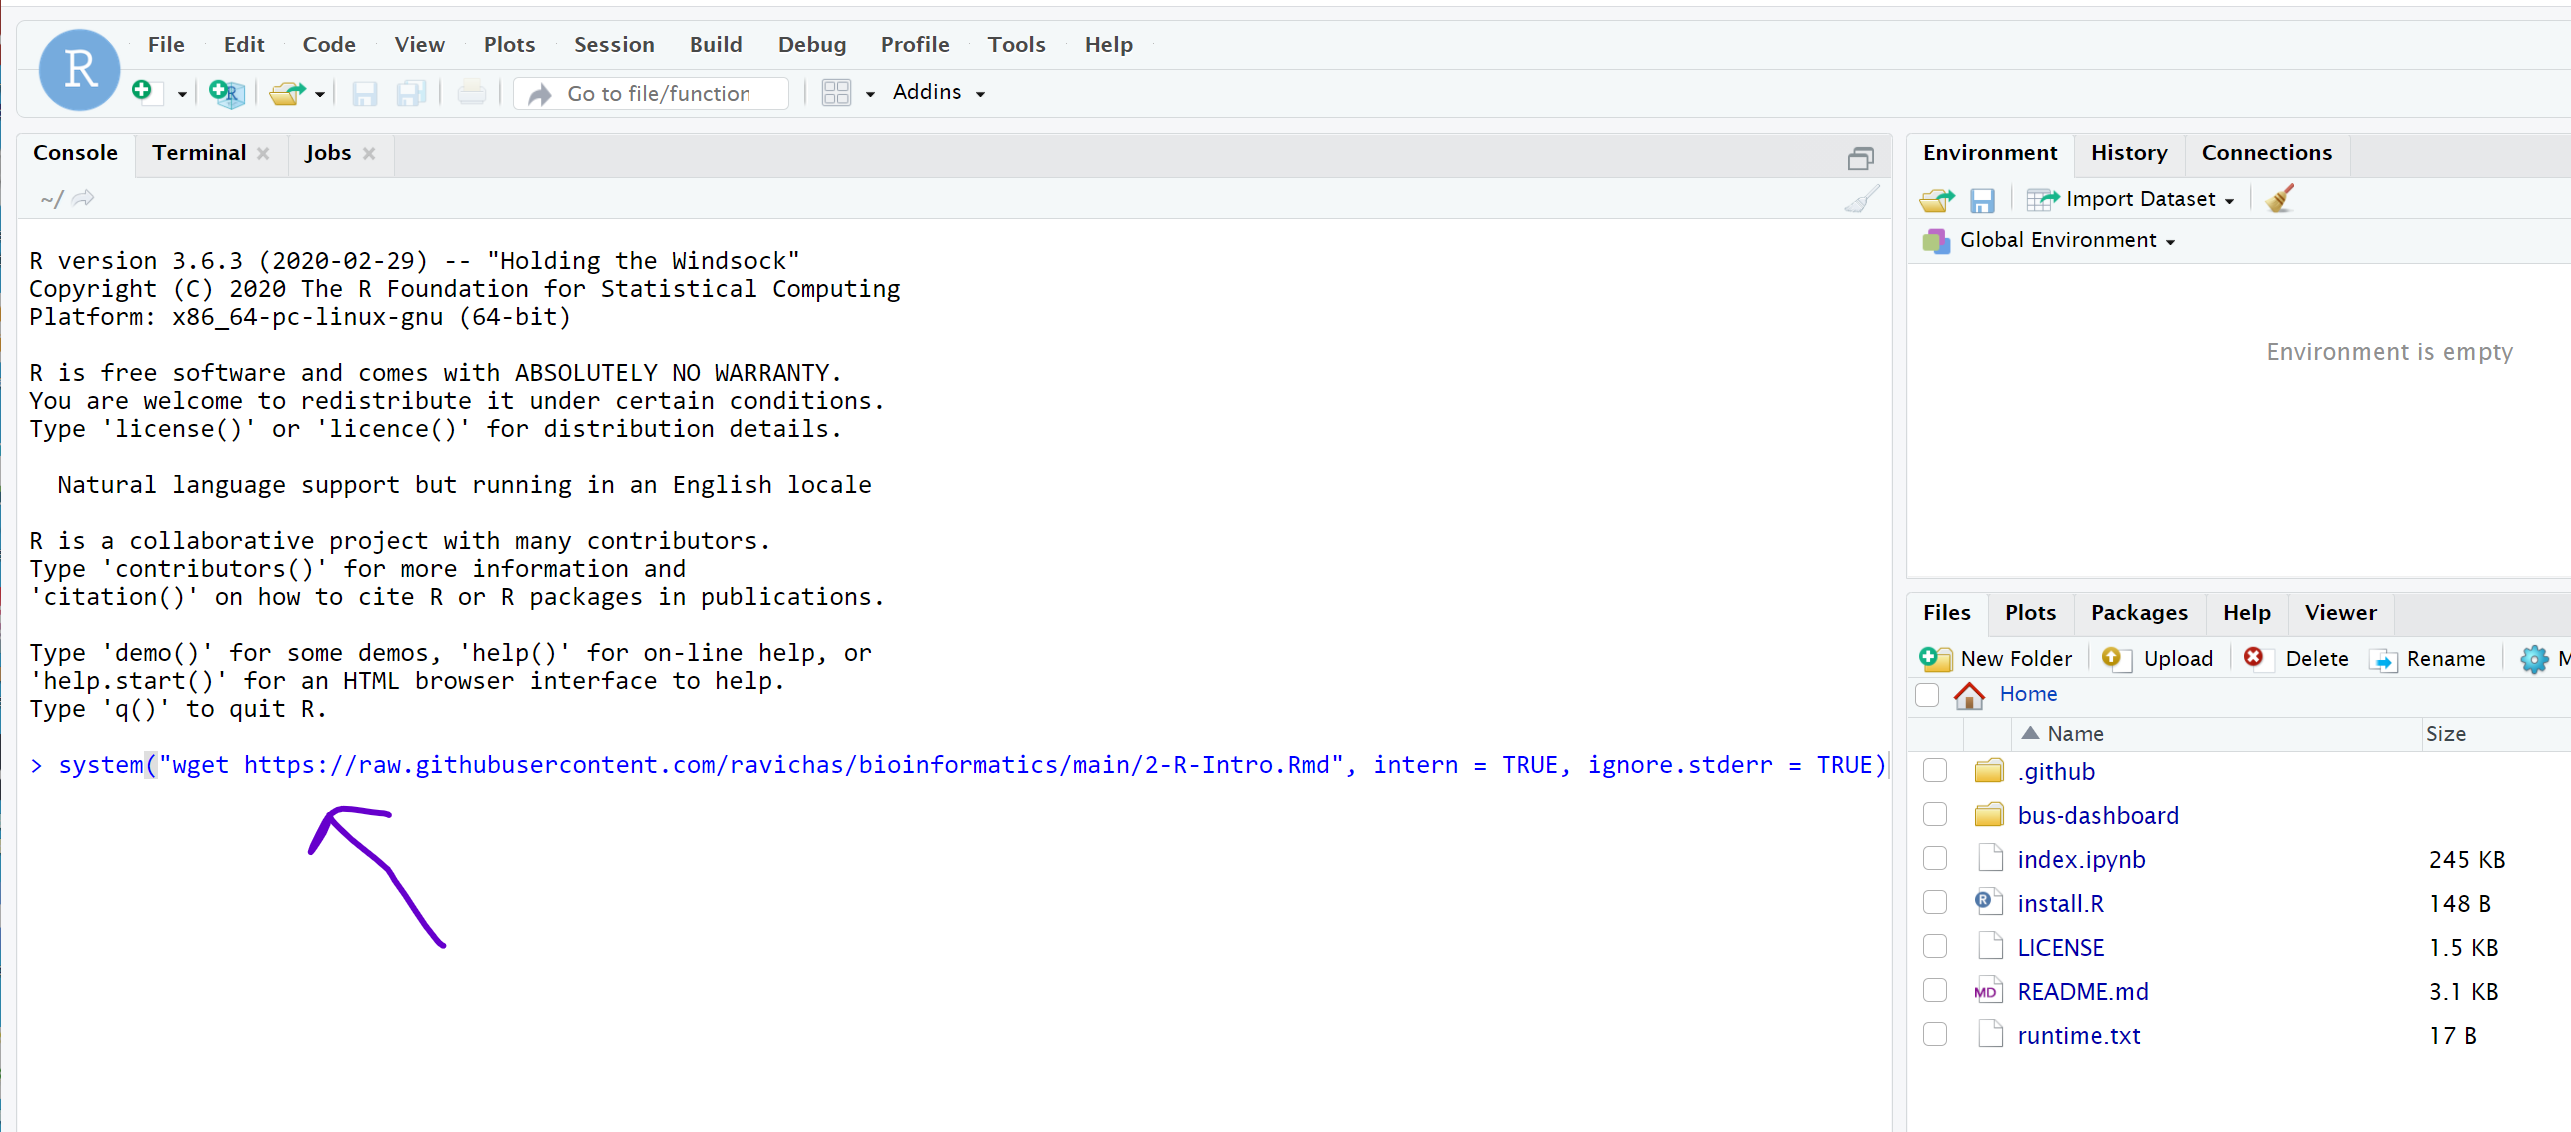 R
File Edit Code View Plots Session Build Debug Profile Tools Help
R Go to file/function Addins
Console Terminal Jobs
~/
R version 3.6.3 (2020-02-29) -- "Holding the Windsock"
Copyright (C) 2020 The R Foundation for Statistical Computing
Platform: x86_64-pc-linux-gnu (64-bit)
R is free software and comes with ABSOLUTELY NO WARRANTY.
You are welcome to redistribute it under certain conditions.
Type 'license()' or 'licence()' for distribution details.
Natural language support but running in an English locale
R is a collaborative project with many contributors.
Type 'contributors()' for more information and
'citation()' on how to cite R or R packages in publications.
Type 'demo()' for some demos, 'help()' for on-line help, or
'help.start()' for an HTML browser interface to help.
Type 'q()' to quit R.
> system("wget https://raw.githubusercontent.com/ravichas/bioinformatics/main/2-R-Intro.Rmd", intern = TRUE, ignore.stderr = TRUE)
Environment History Connections
Import Dataset
Global Environment
Environment is empty
Files Plots Packages Help Viewer
New Folder Upload Delete Rename M
Home
Name Size
.github
bus-dashboard
index.ipynb 245 KB
R install.R 148 B
LICENSE 1.5 KB
MD README.md 3.1 KB
runtime.txt 17 B